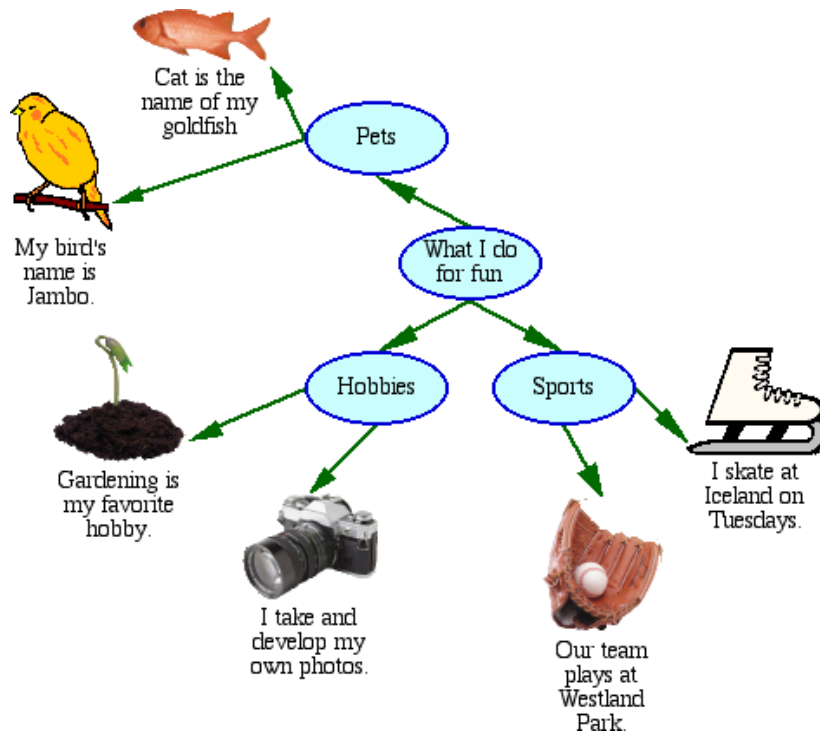 Cat is the
name of my
goldfish
Pets
My bird's
name is
Jambo.
What I do
for fun
Hobbies
Sports
Gardening is
my favorite
hobby.
I skate at
Iceland on
Tuesdays.
I take and
develop my
own photos.
Our team
plays at
Westland
Park.